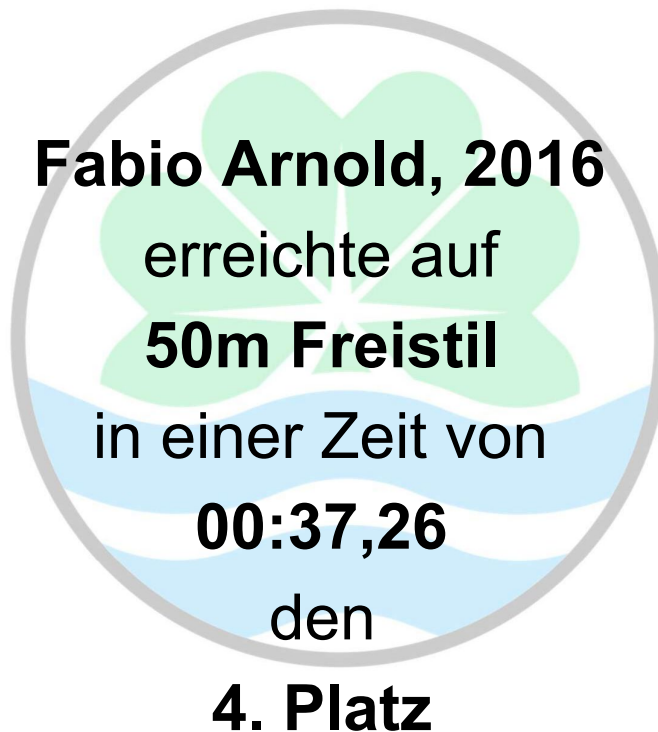 Fabio Arnold, 2016
erreichte auf
50m Freistil
in einer Zeit von
00:37,26
den
4. Platz